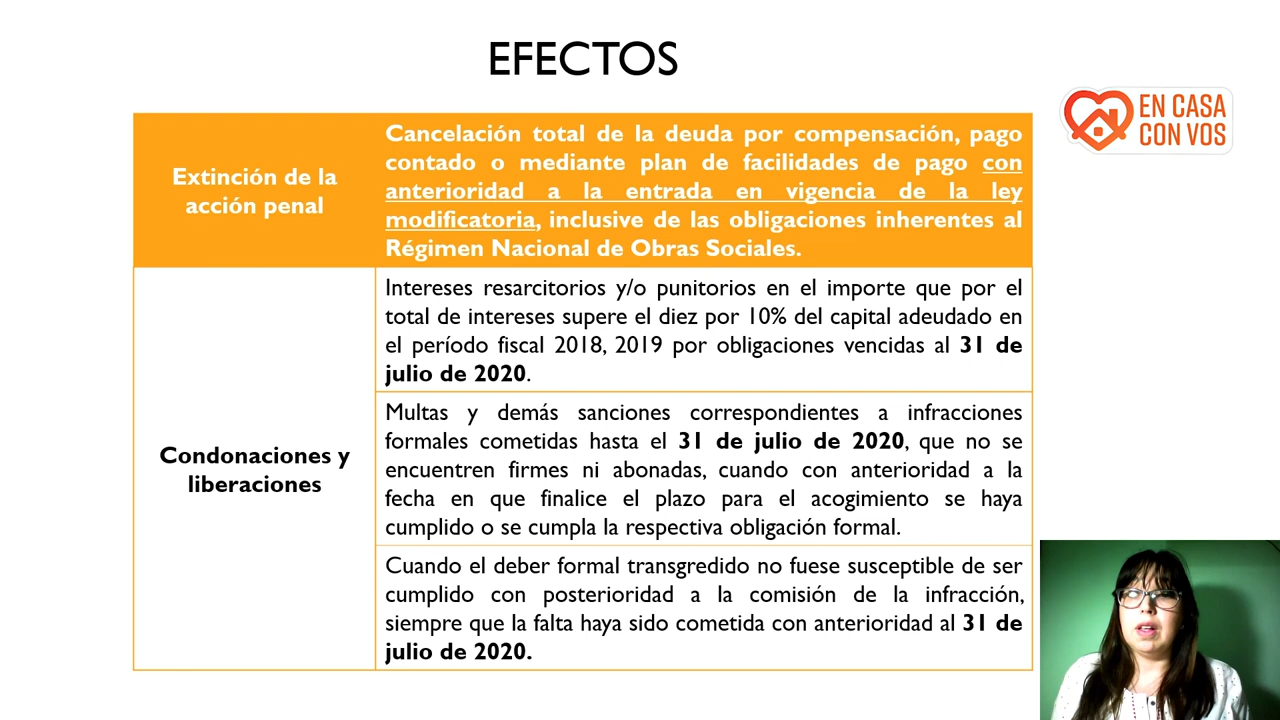 EFECTOS
EN CASA
CON VOS
Extinción de la
acción penal
Cancelación total de la deuda por compensación, pago
contado o mediante plan de facilidades de pago con
anterioridad a la entrada en vigencia de la ley
modificatoria, inclusive de las obligaciones inherentes al
Régimen Nacional de Obras Sociales.
Condonaciones y
liberaciones
Intereses resarcitorios y/o punitorios en el importe que por el
total de intereses supere el diez por 10% del capital adeudado en
el período fiscal 2018, 2019 por obligaciones vencidas al 31 de
julio de 2020.
Multas y demás sanciones correspondientes a infracciones
formales cometidas hasta el 31 de julio de 2020, que no se
encuentren firmes ni abonadas, cuando con anterioridad a la
fecha en que finalice el plazo para el acogimiento se haya
cumplido o se cumpla la respectiva obligación formal.
Cuando el deber formal transgredido no fuese susceptible de ser
cumplido con posterioridad a la comisión de la infracción,
siempre que la falta haya sido cometida con anterioridad al 31 de
julio de 2020.